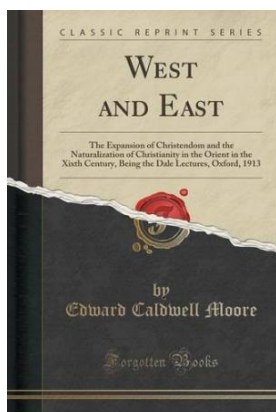 CLASSIC REPRINT SERIES
WEST
AND EAST
The Expansion of Christendom and the
Naturalization of Christianity in the Orient in the
Xixth Century, Being the Dale Lectures, Oxford, 1913
by
Edward Caldwell Moore
Forgotten Books